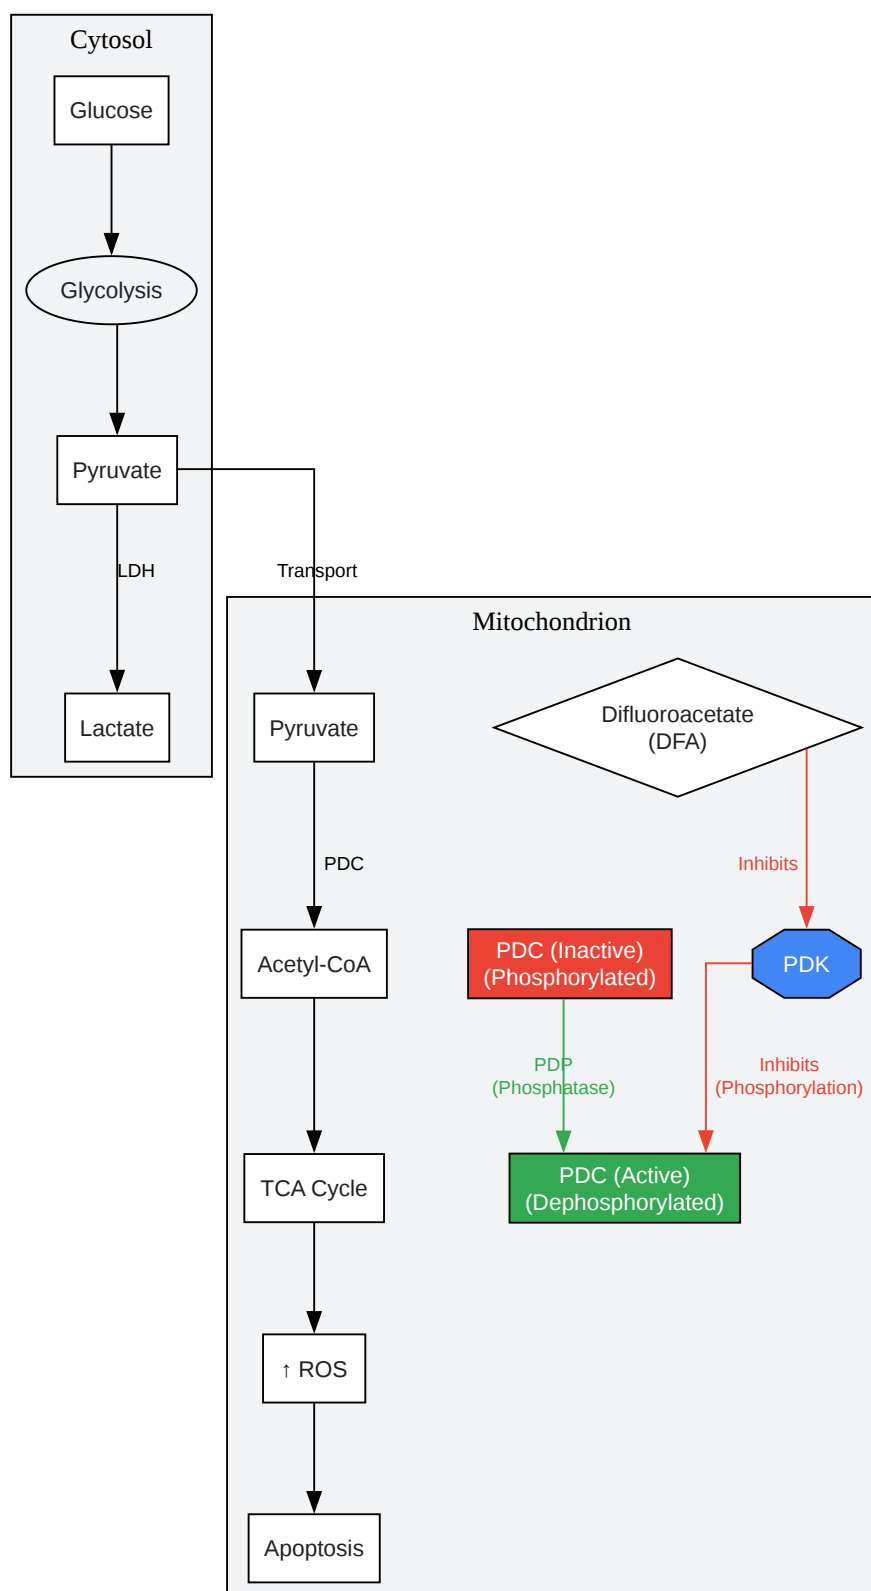 Cytosol
Glucose
Glycolysis
Pyruvate
LDH
Transport
Lactate
Mitochondrion
Pyruvate
Difluoroacetate
(DFA)
PDC
Inhibits
Acetyl-CoA
PDC (Inactive)
(Phosphorylated)
PDK
PDP
(Phosphatase)
Inhibits
(Phosphorylation)
TCA Cycle
PDC (Active)
(Dephosphorylated)
↑ ROS
Apoptosis